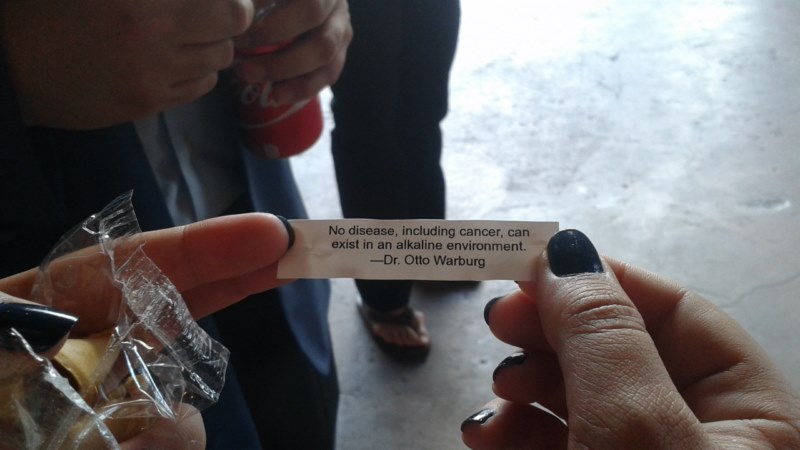 No disease, including cancer, can
exist in an alkaline environment.
—Dr. Otto Warburg